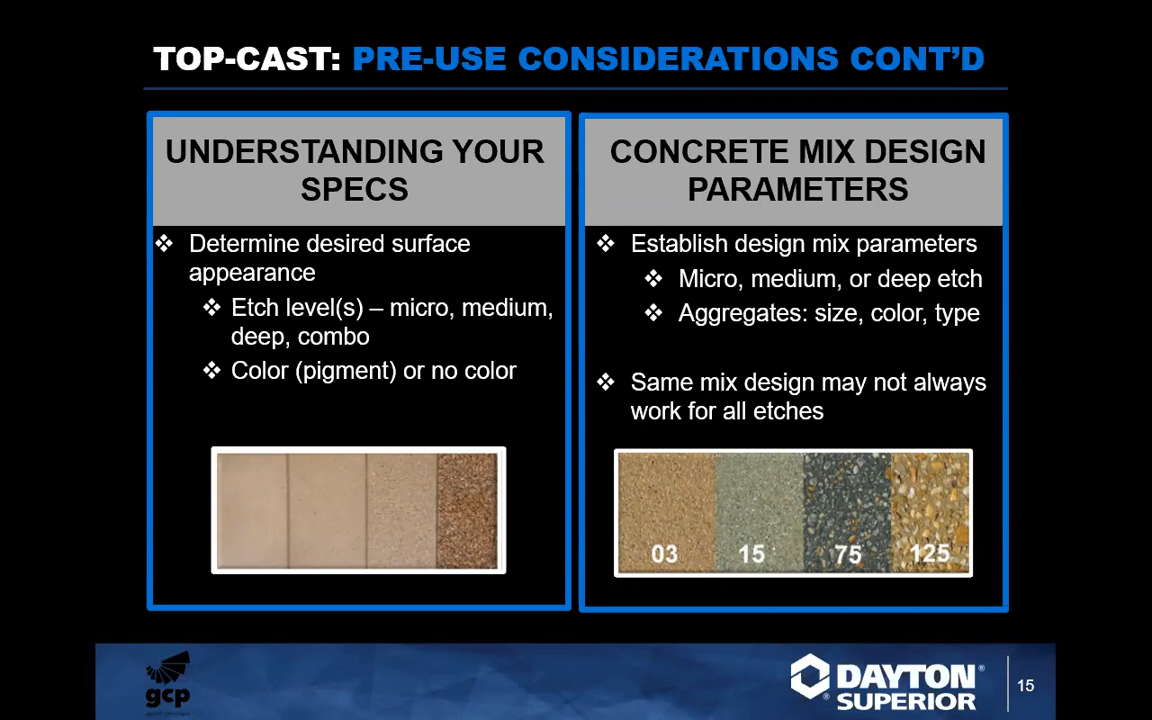 TOP-CAST: PRE-USE CONSIDERATIONS CONT’D
UNDERSTANDING YOUR
SPECS
❖ Determine desired surface
appearance
❖ Etch level(s) – micro, medium,
deep, combo
❖ Color (pigment) or no color
CONCRETE MIX DESIGN
PARAMETERS
❖ Establish design mix parameters
❖ Micro, medium, or deep etch
❖ Aggregates: size, color, type
❖ Same mix design may not always
work for all etches
03 15 75 125
gcp
DAYTON®
SUPERIOR
15